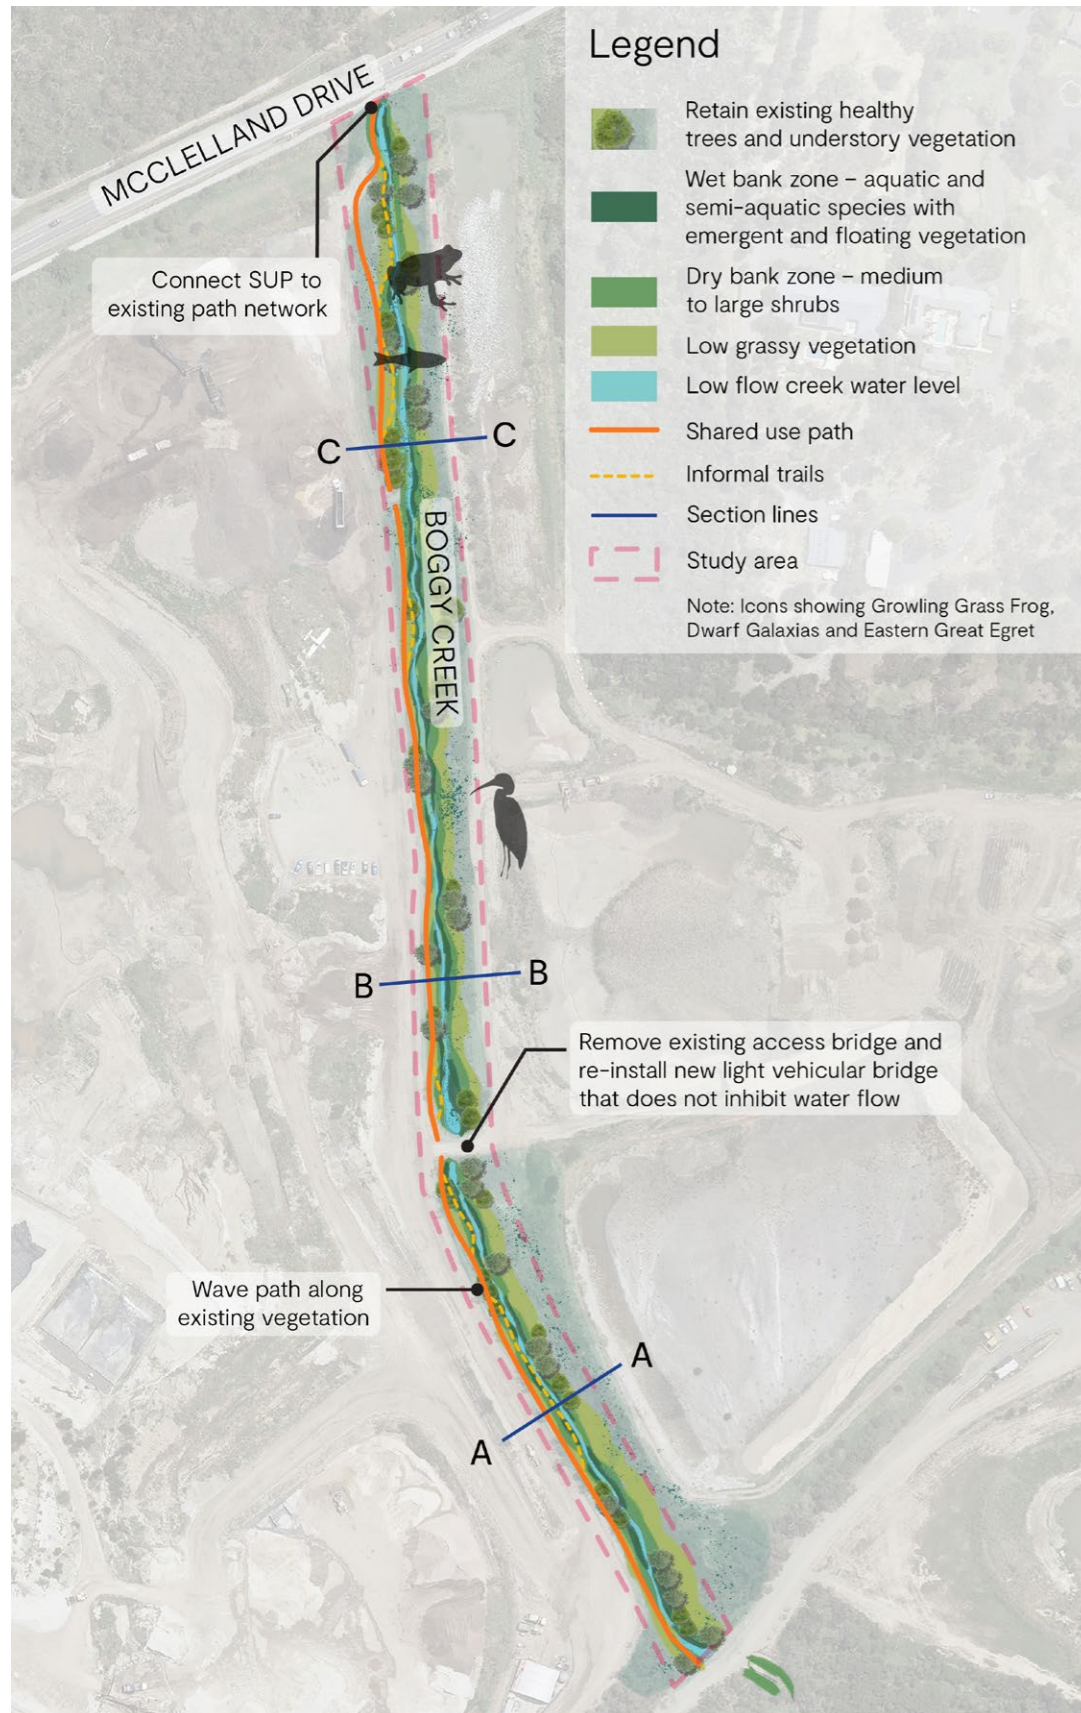 Legend
Retain existing healthy
trees and understory vegetation
Wet bank zone – aquatic and
semi-aquatic species with
emergent and floating vegetation
Dry bank zone – medium
to large shrubs
Low grassy vegetation
Low flow creek water level
Shared use path
Informal trails
Section lines
Study area
Note: Icons showing Growling Grass Frog,
Dwarf Galaxias and Eastern Great Egret
MCCLELLAND DRIVE
Connect SUP to
existing path network
C
C
BOGGY CREEK
B
B
Remove existing access bridge and
re-install new light vehicular bridge
that does not inhibit water flow
Wave path along
existing vegetation
A
A